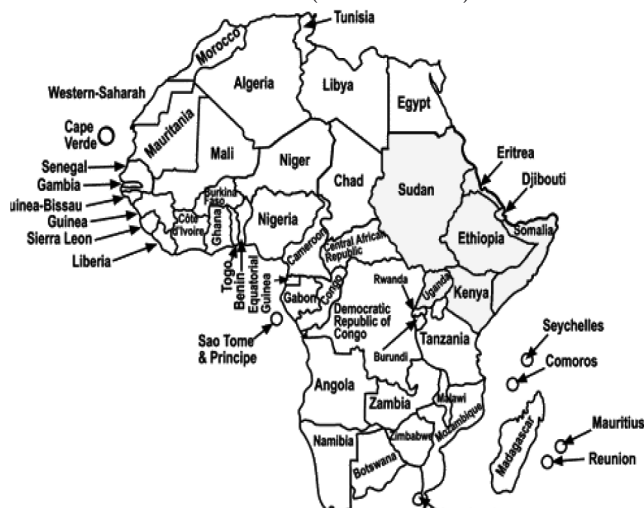 Tunisia
Morocco
Algeria
Libya
Egypt
Western-Saharah
Cape
Verde
Mauritania
Mali
Niger
Chad
Sudan
Eritrea
Djibouti
Senegal
Gambia
uinea-Bissau
Guinea
Sierra Leon
Liberia
Burkina
Faso
Côte
d'Ivoire
Ghana
Togo
Benin
Nigeria
Cameroon
Central African
Republic
Ethiopia
Somalia
Equatorial
Guinea
Gabon
Congo
Democratic
Republic of
Congo
Rwanda
Burundi
Uganda
Kenya
Tanzania
Sao Tome
& Principe
Seychelles
Comoros
Angola
Zambia
Malawi
Mozambique
Madagascar
Mauritius
Reunion
Namibia
Zimbabwe
Botswana